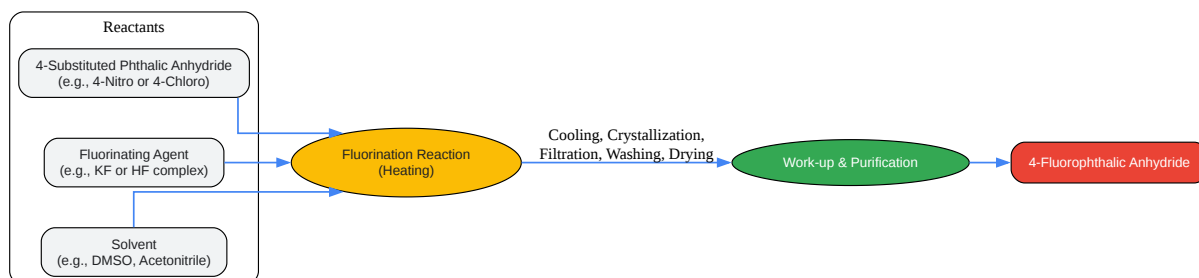 Reactants
4-Substituted Phthalic Anhydride
(e.g., 4-Nitro or 4-Chloro)
Fluorinating Agent
(e.g., KF or HF complex)
Solvent
(e.g., DMSO, Acetonitrile)
Fluorination Reaction
(Heating)
Cooling, Crystallization,
Filtration, Washing, Drying
Work-up & Purification
4-Fluorophthalic Anhydride